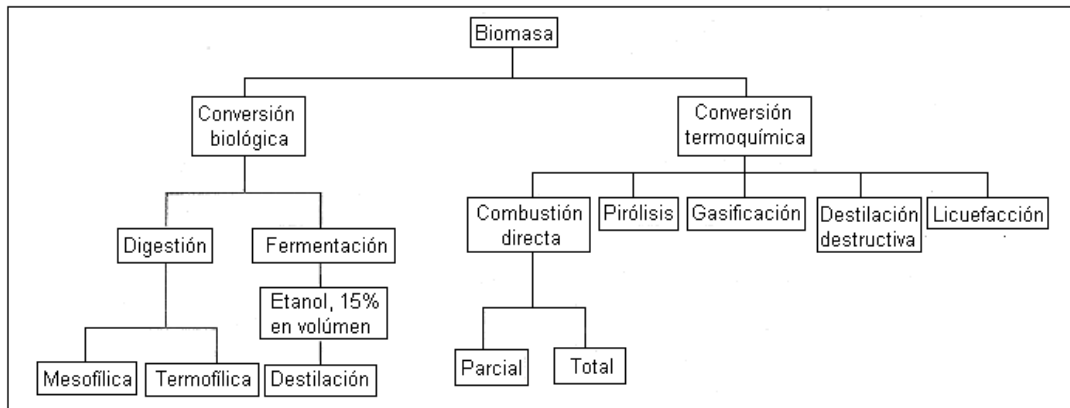 Biomasa
Conversión
biológica
Conversión
termoquímica
Digestión
Fermentación
Combustión
directa
Pirólisis
Gasificación
Destilación
destructiva
Licuefacción
Etanol, 15%
en volúmen
Mesofílica
Termofílica
Destilación
Parcial
Total